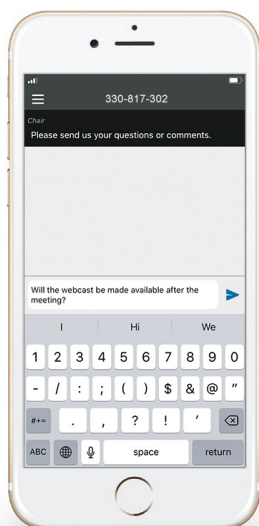 330-817-302
Chair
Please send us your questions or comments.
Will the webcast be made available after the
meeting?
I Hi We
1 2 3 4 5 6 7 8 9 0
- / : ; ( ) $ & @ "
#+= . , ? ! '
ABC space return